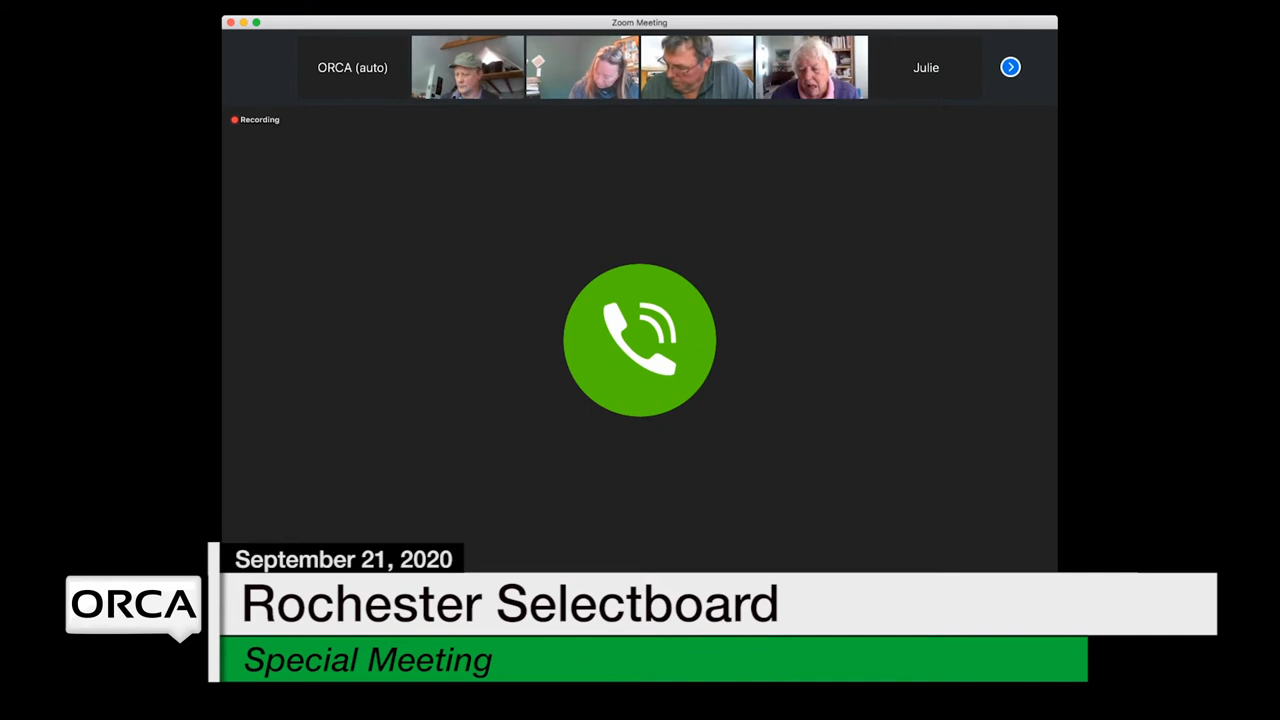 Zoom Meeting
ORCA (auto)
Julie
Recording
September 21, 2020
ORCA
Rochester Selectboard
Special Meeting